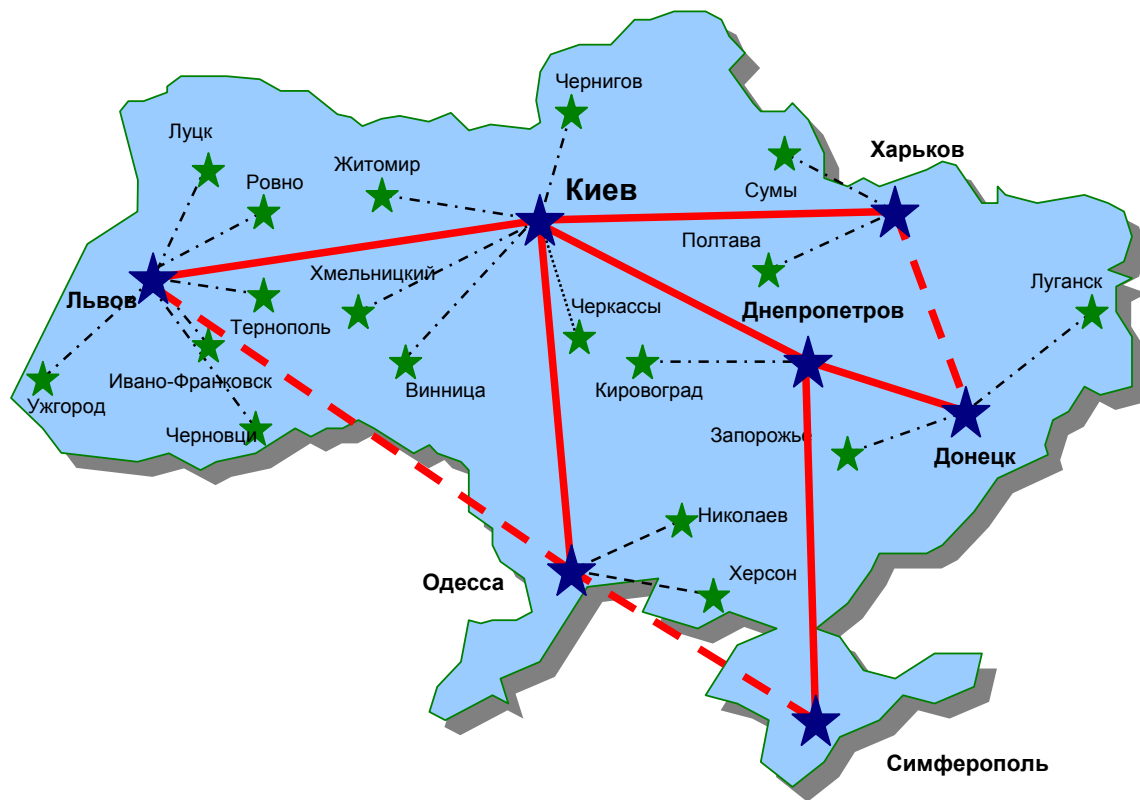 Чернигов
Луцк
Харьков
Житомир
Ровно
Киев
Сумы
Полтава
Хмельницкий
Луганск
Львов
Черкассы
Днепропетров
Тернополь
Ивано-Франковск
Винница
Кировоград
Ужгород
Черновци
Запорожье
Донецк
Николаев
Херсон
Одесса
Симферополь